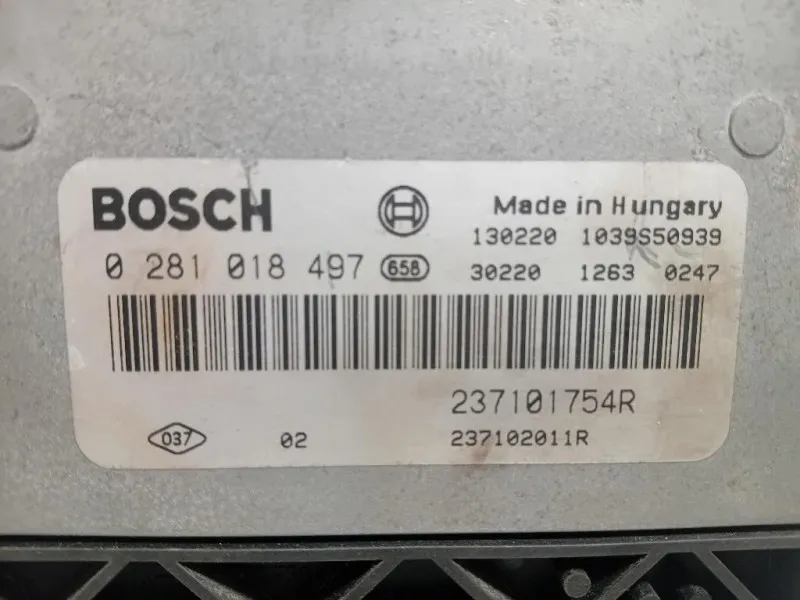 BOSCH Made in Hungary
130220 1039S50939
0 281 018 497 658 30220 1263 0247
237101754R
037 02 237102011R